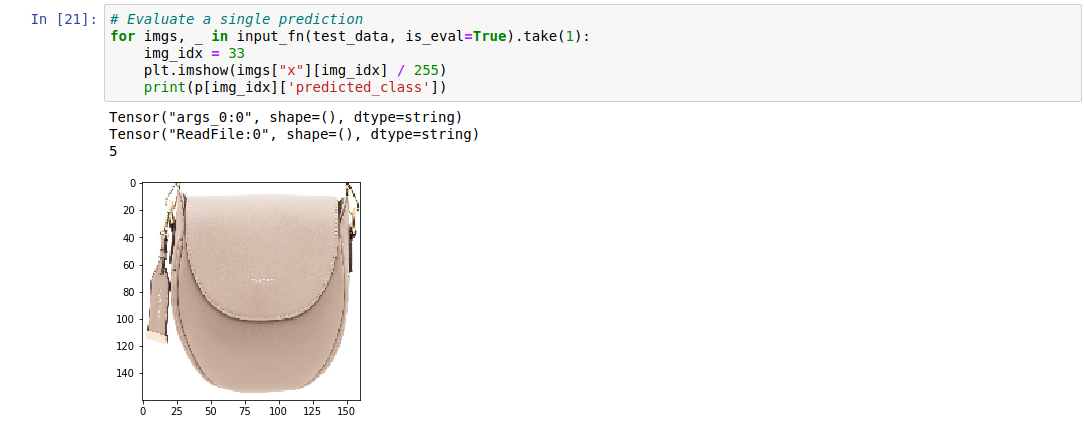 In [21]: # Evaluate a single prediction
for imgs, _ in input_fn(test_data, is_eval=True).take(1):
    img_idx = 33
    plt.imshow(imgs["x"][img_idx] / 255)
    print(p[img_idx]['predicted_class'])
Tensor("args_0:0", shape=(), dtype=string)
Tensor("ReadFile:0", shape=(), dtype=string)
5
0
20
40
60
80
100
120
140
0 25 50 75 100 125 150